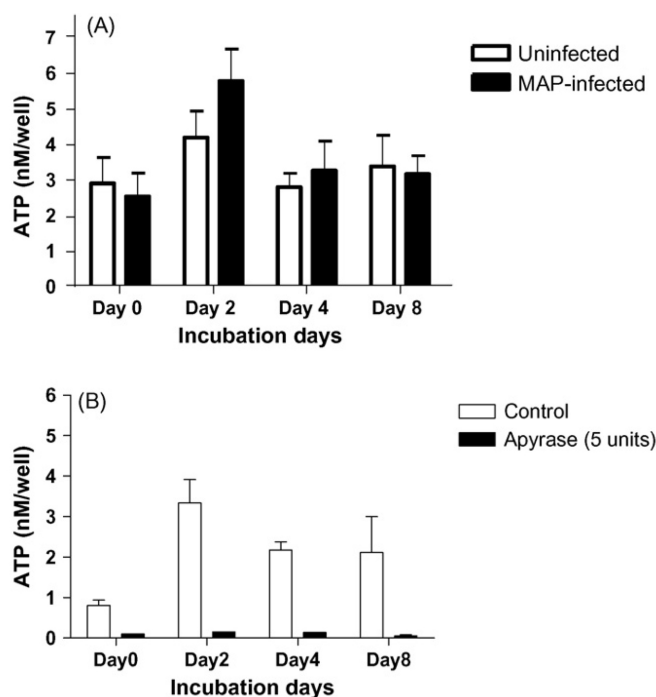 (A)
Uninfected
MAP-infected
ATP (nM/well)
7
6
5
4
3
2
1
0
Day 0 Day 2 Day 4 Day 8
Incubation days
(B)
Control
Apyrase (5 units)
ATP (nM/well)
6
5
4
3
2
1
0
Day0 Day2 Day4 Day8
Incubation days